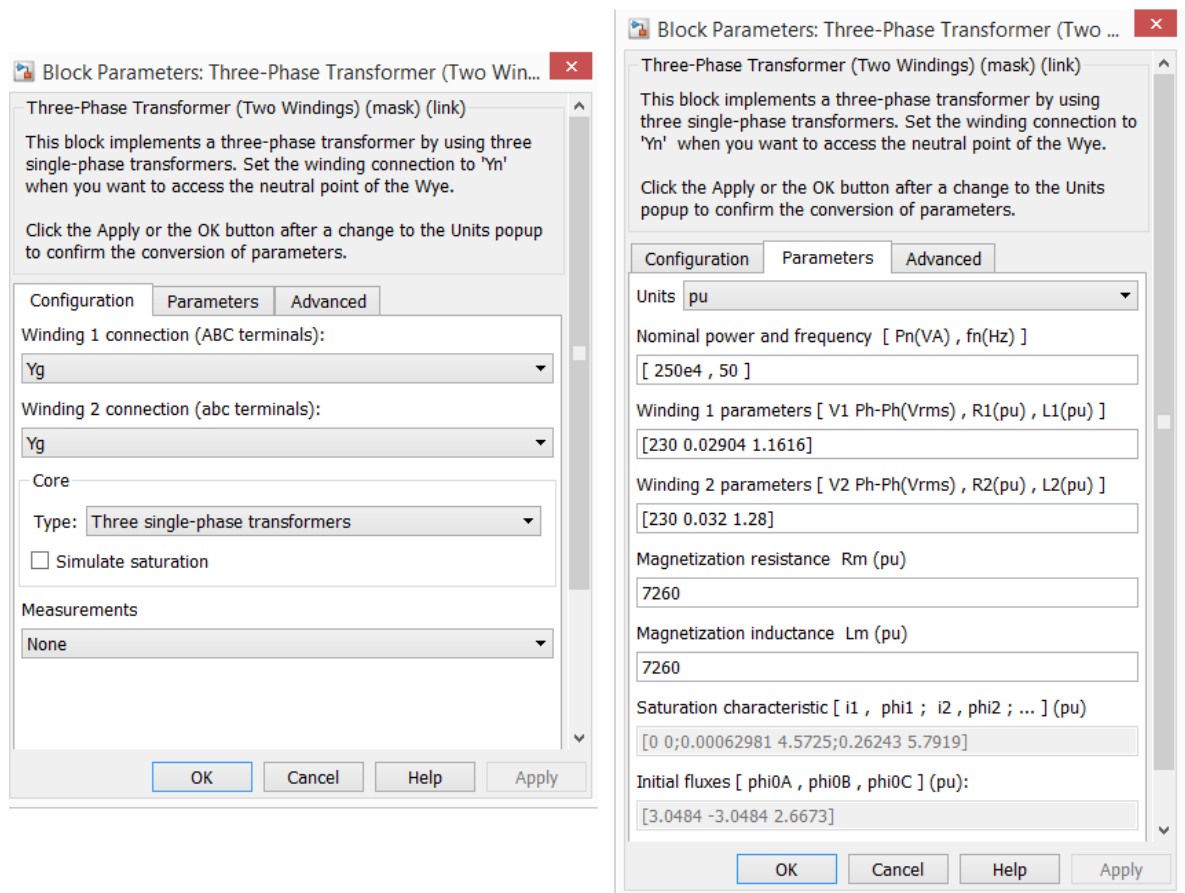 Block Parameters: Three-Phase Transformer (Two Win...
Three-Phase Transformer (Two Windings) (mask) (link)
This block implements a three-phase transformer by using three
single-phase transformers. Set the winding connection to 'Yn'
when you want to access the neutral point of the Wye.
Click the Apply or the OK button after a change to the Units popup
to confirm the conversion of parameters.
Configuration Parameters Advanced
Winding 1 connection (ABC terminals):
Yg
Winding 2 connection (abc terminals):
Yg
Core
Type: Three single-phase transformers
Simulate saturation
Measurements
None
OK Cancel Help Apply
Block Parameters: Three-Phase Transformer (Two ...
Three-Phase Transformer (Two Windings) (mask) (link)
This block implements a three-phase transformer by using
three single-phase transformers. Set the winding connection to
'Yn' when you want to access the neutral point of the Wye.
Click the Apply or the OK button after a change to the Units
popup to confirm the conversion of parameters.
Configuration Parameters Advanced
Units pu
Nominal power and frequency [ Pn(VA) , fn(Hz) ]
[ 250e4 , 50 ]
Winding 1 parameters [ V1 Ph-Ph(Vrms) , R1(pu) , L1(pu) ]
[230 0.02904 1.1616]
Winding 2 parameters [ V2 Ph-Ph(Vrms) , R2(pu) , L2(pu) ]
[230 0.032 1.28]
Magnetization resistance Rm (pu)
7260
Magnetization inductance Lm (pu)
7260
Saturation characteristic [ i1 , phi1 ; i2 , phi2 ; ... ] (pu)
[0 0;0.00062981 4.5725;0.26243 5.7919]
Initial fluxes [ phi0A , phi0B , phi0C ] (pu):
[3.0484 -3.0484 2.6673]
OK Cancel Help Apply